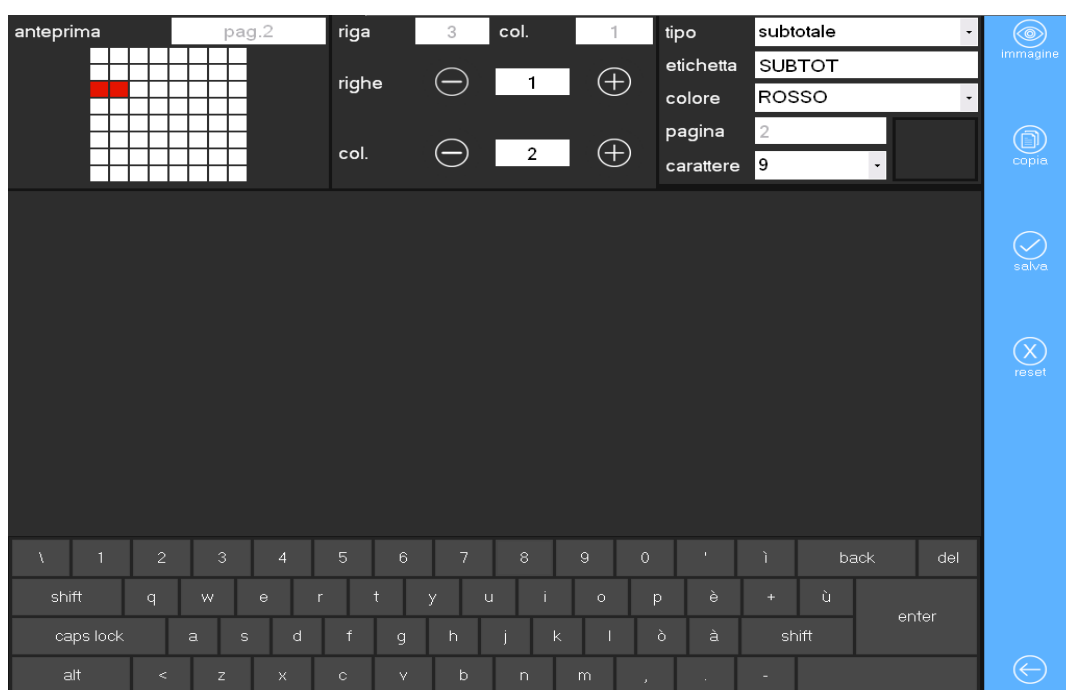 anteprima pag.2 riga 3 col. 1 tipo subtotale
immagine
etichetta SUBTOT
righe 1
colore ROSSO
pagina 2
col. 2
carattere 9
copia
salva
X
reset
\ 1 2 3 4 5 6 7 8 9 0 ' ì back del
shift q w e r t y u i o p è + ù enter
caps lock a s d f g h j k l ò à shift
alt < z x c v b n m , . -